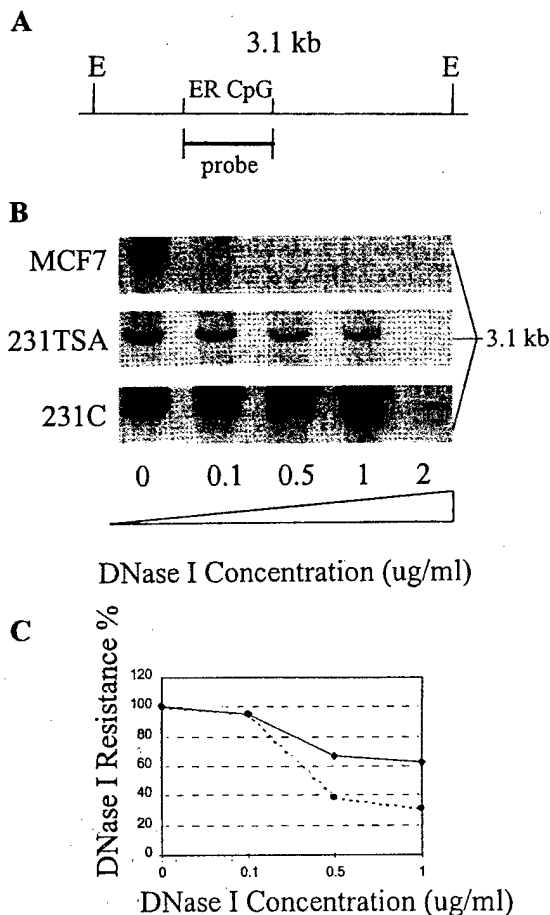 A
3.1 kb
E
E
ER CpG
probe
B
MCF7
231TSA
3.1 kb
231C
0 0.1 0.5 1 2
DNase I Concentration (ug/ml)
C
DNase I Resistance %
120
100
80
60
40
20
0
0 0.1 0.5 1
DNase I Concentration (ug/ml)